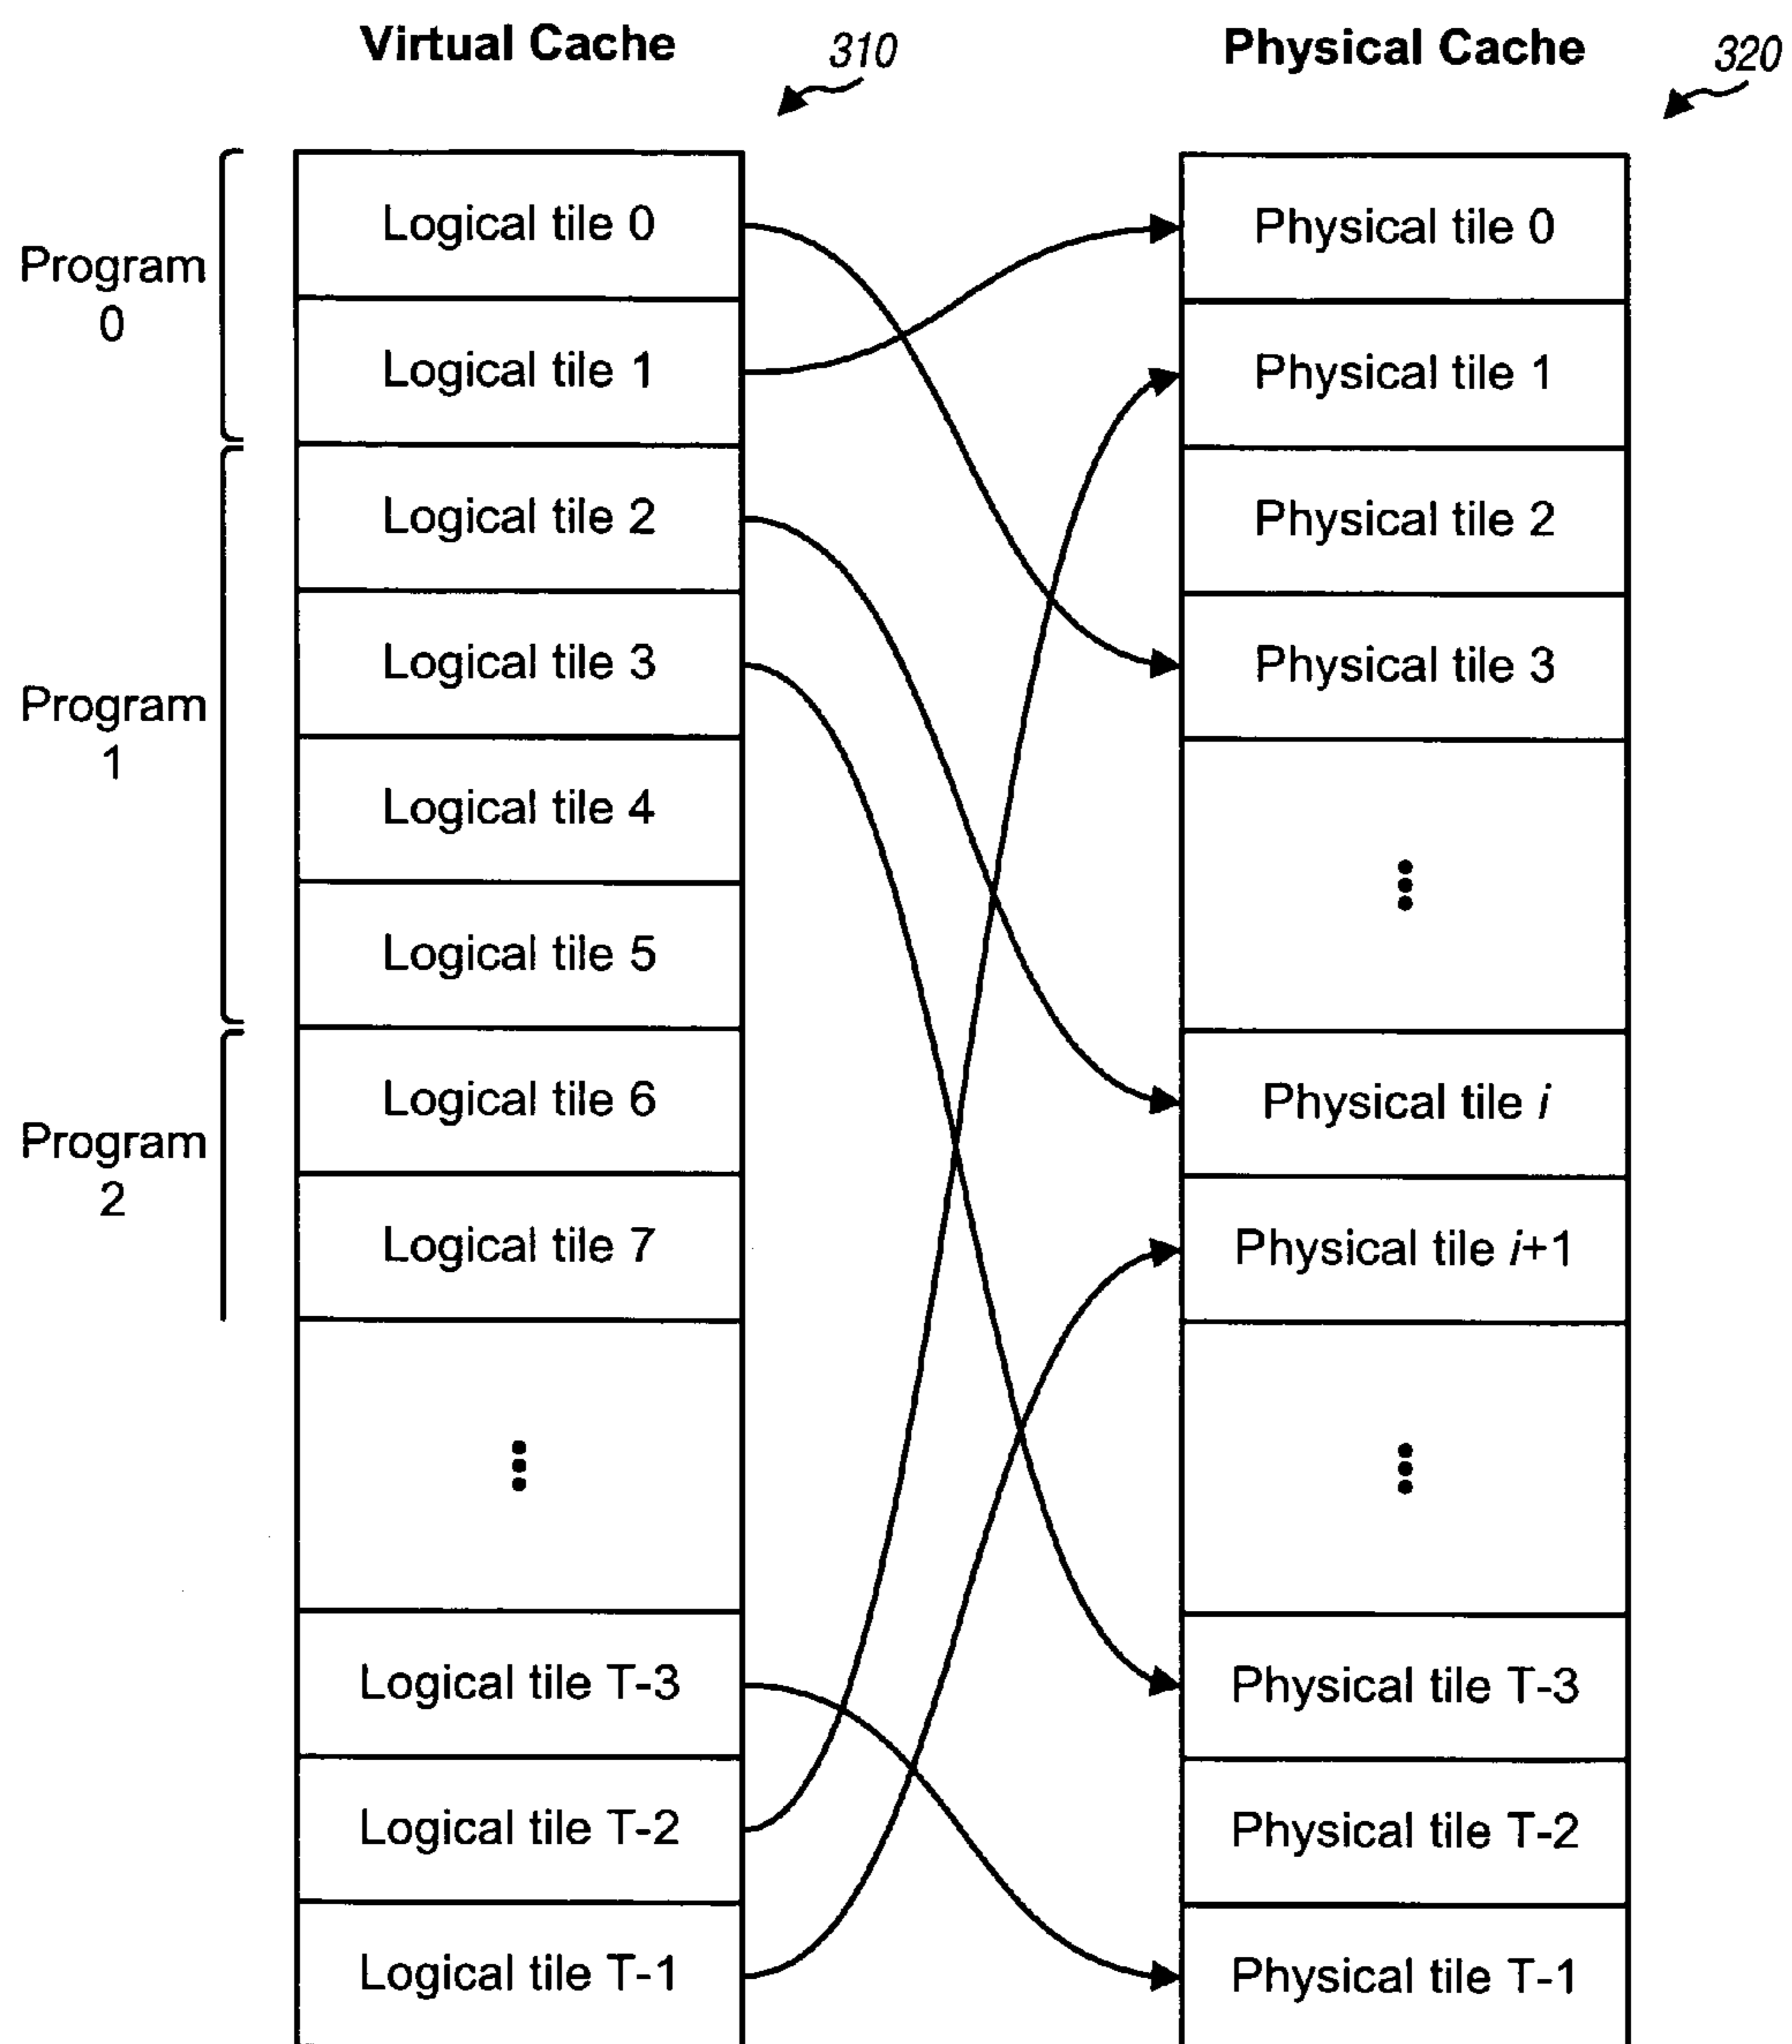 Virtual Cache
310
Physical Cache
320
Program
0
Program
1
Program
2
Logical tile 0
Logical tile 1
Logical tile 2
Logical tile 3
Logical tile 4
Logical tile 5
Logical tile 6
Logical tile 7
Logical tile T-3
Logical tile T-2
Logical tile T-1
Physical tile 0
Physical tile 1
Physical tile 2
Physical tile 3
Physical tile i
Physical tile i+1
Physical tile T-3
Physical tile T-2
Physical tile T-1